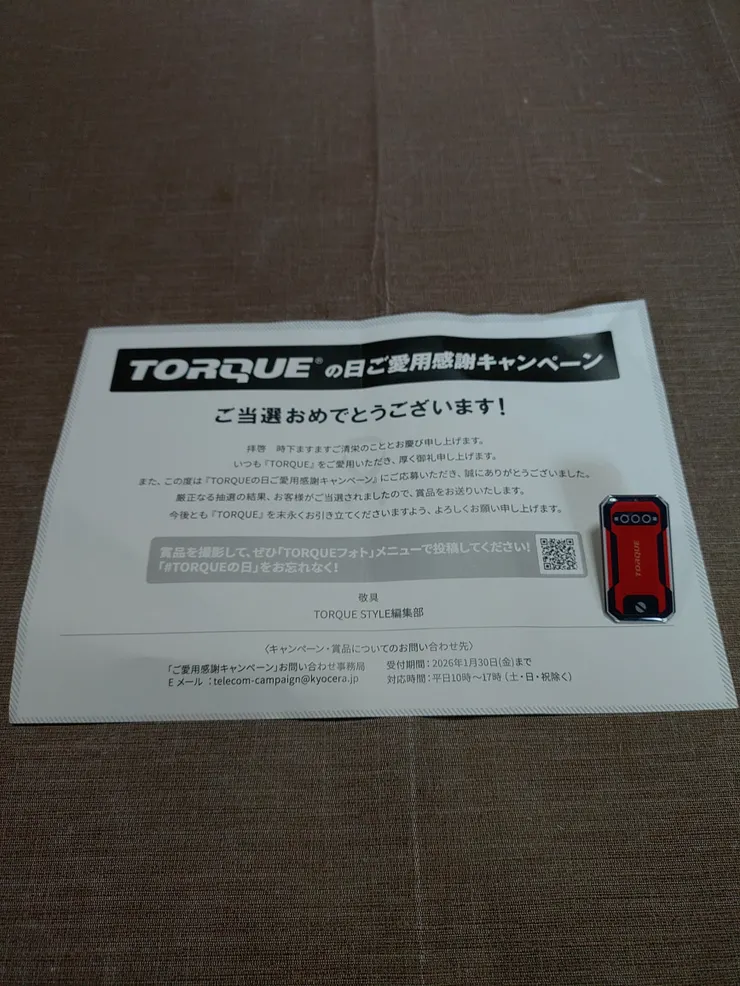 TORQUE®の日ご愛用感謝キャンペーン
ご当選おめでとうございます!
拝啓 時下ますますご清栄のこととお慶び申し上げます。
いつも『TORQUE』をご愛用いただき、厚く御礼申し上げます。
また、この度は『TORQUEの日ご愛用感謝キャンペーン』にご応募いただき、誠にありがとうございました。
厳正なる抽選の結果、お客様がご当選されましたので、賞品をお送りいたします。
今後とも『TORQUE』を末永くお引き立てくださいますよう、よろしくお願い申し上げます。
賞品を撮影して、ぜひ「TORQUEフォト」メニューで投稿してください!
「#TORQUEの日」をお忘れなく!
TORQUE
敬具
TORQUE STYLE編集部
〈キャンペーン・賞品についてのお問い合わせ先〉
「ご愛用感謝キャンペーン」お問い合わせ事務局 受付期間:2026年1月30日(金)まで
Eメール :telecom-campaign@kyocera.jp 対応時間:平日10時~17時(土・日・祝除く)